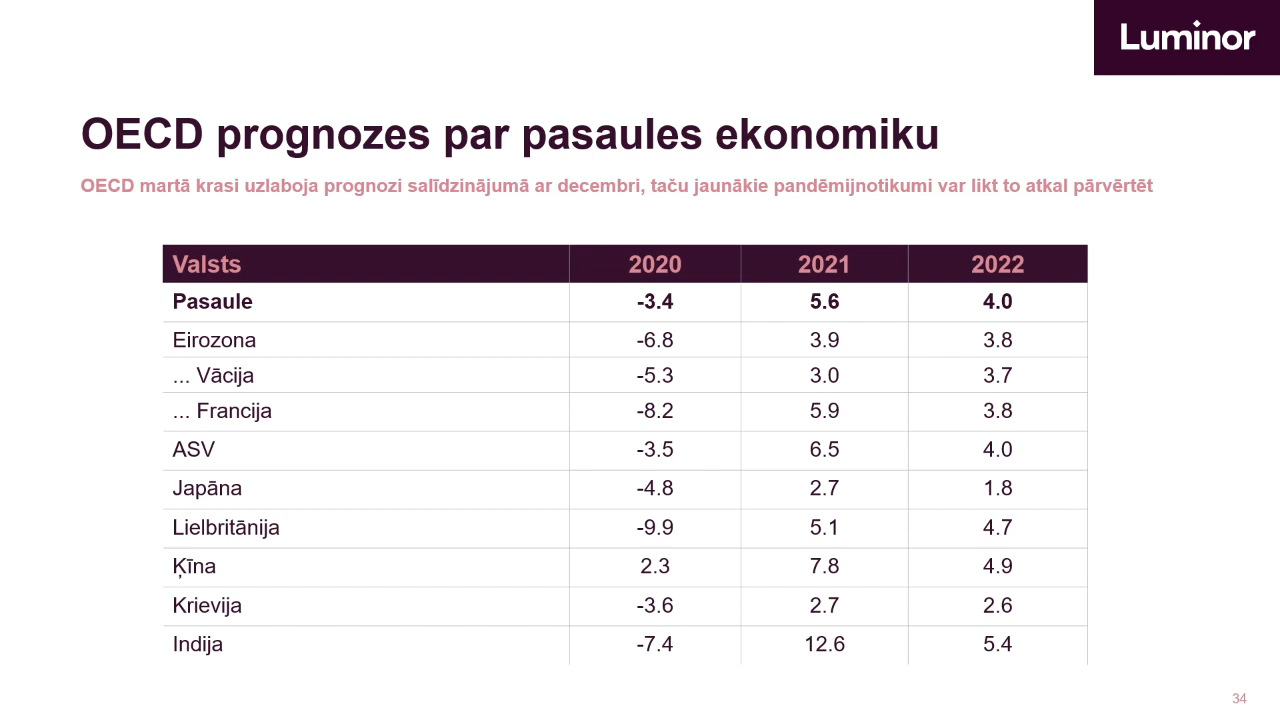 Luminor
OECD prognozes par pasaules ekonomiku
OECD martā krasi uzlaboja prognozi salīdzinājumā ar decembri, taču jaunākie pandēmijnotikumi var likt to atkal pārvērtēt
Valsts 2020 2021 2022
Pasaule -3.4 5.6 4.0
Eirozona -6.8 3.9 3.8
... Vācija -5.3 3.0 3.7
... Francija -8.2 5.9 3.8
ASV -3.5 6.5 4.0
Japāna -4.8 2.7 1.8
Lielbritānija -9.9 5.1 4.7
Ķīna 2.3 7.8 4.9
Krievija -3.6 2.7 2.6
Indija -7.4 12.6 5.4
34